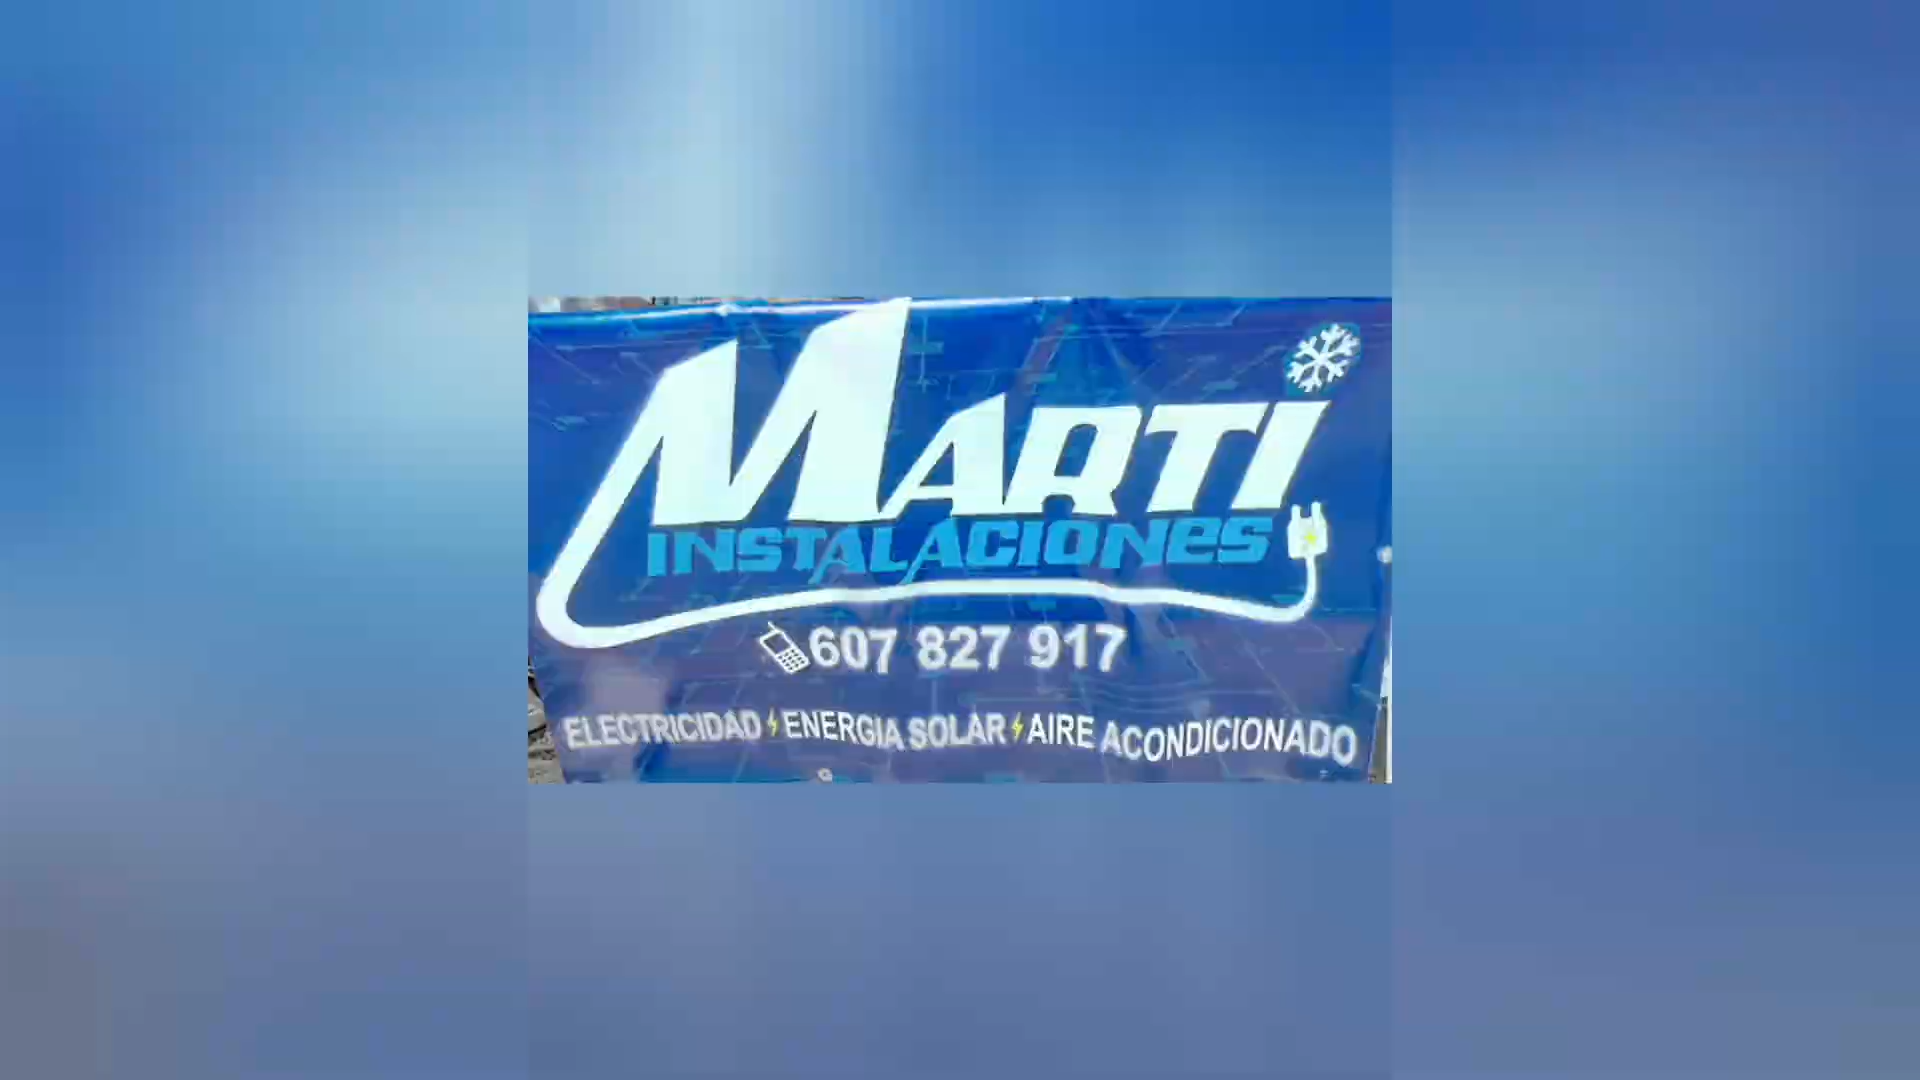 MARTI
INSTALACIONES
607 827 917
ELECTRICIDAD ENERGIA SOLAR AIRE ACONDICIONADO